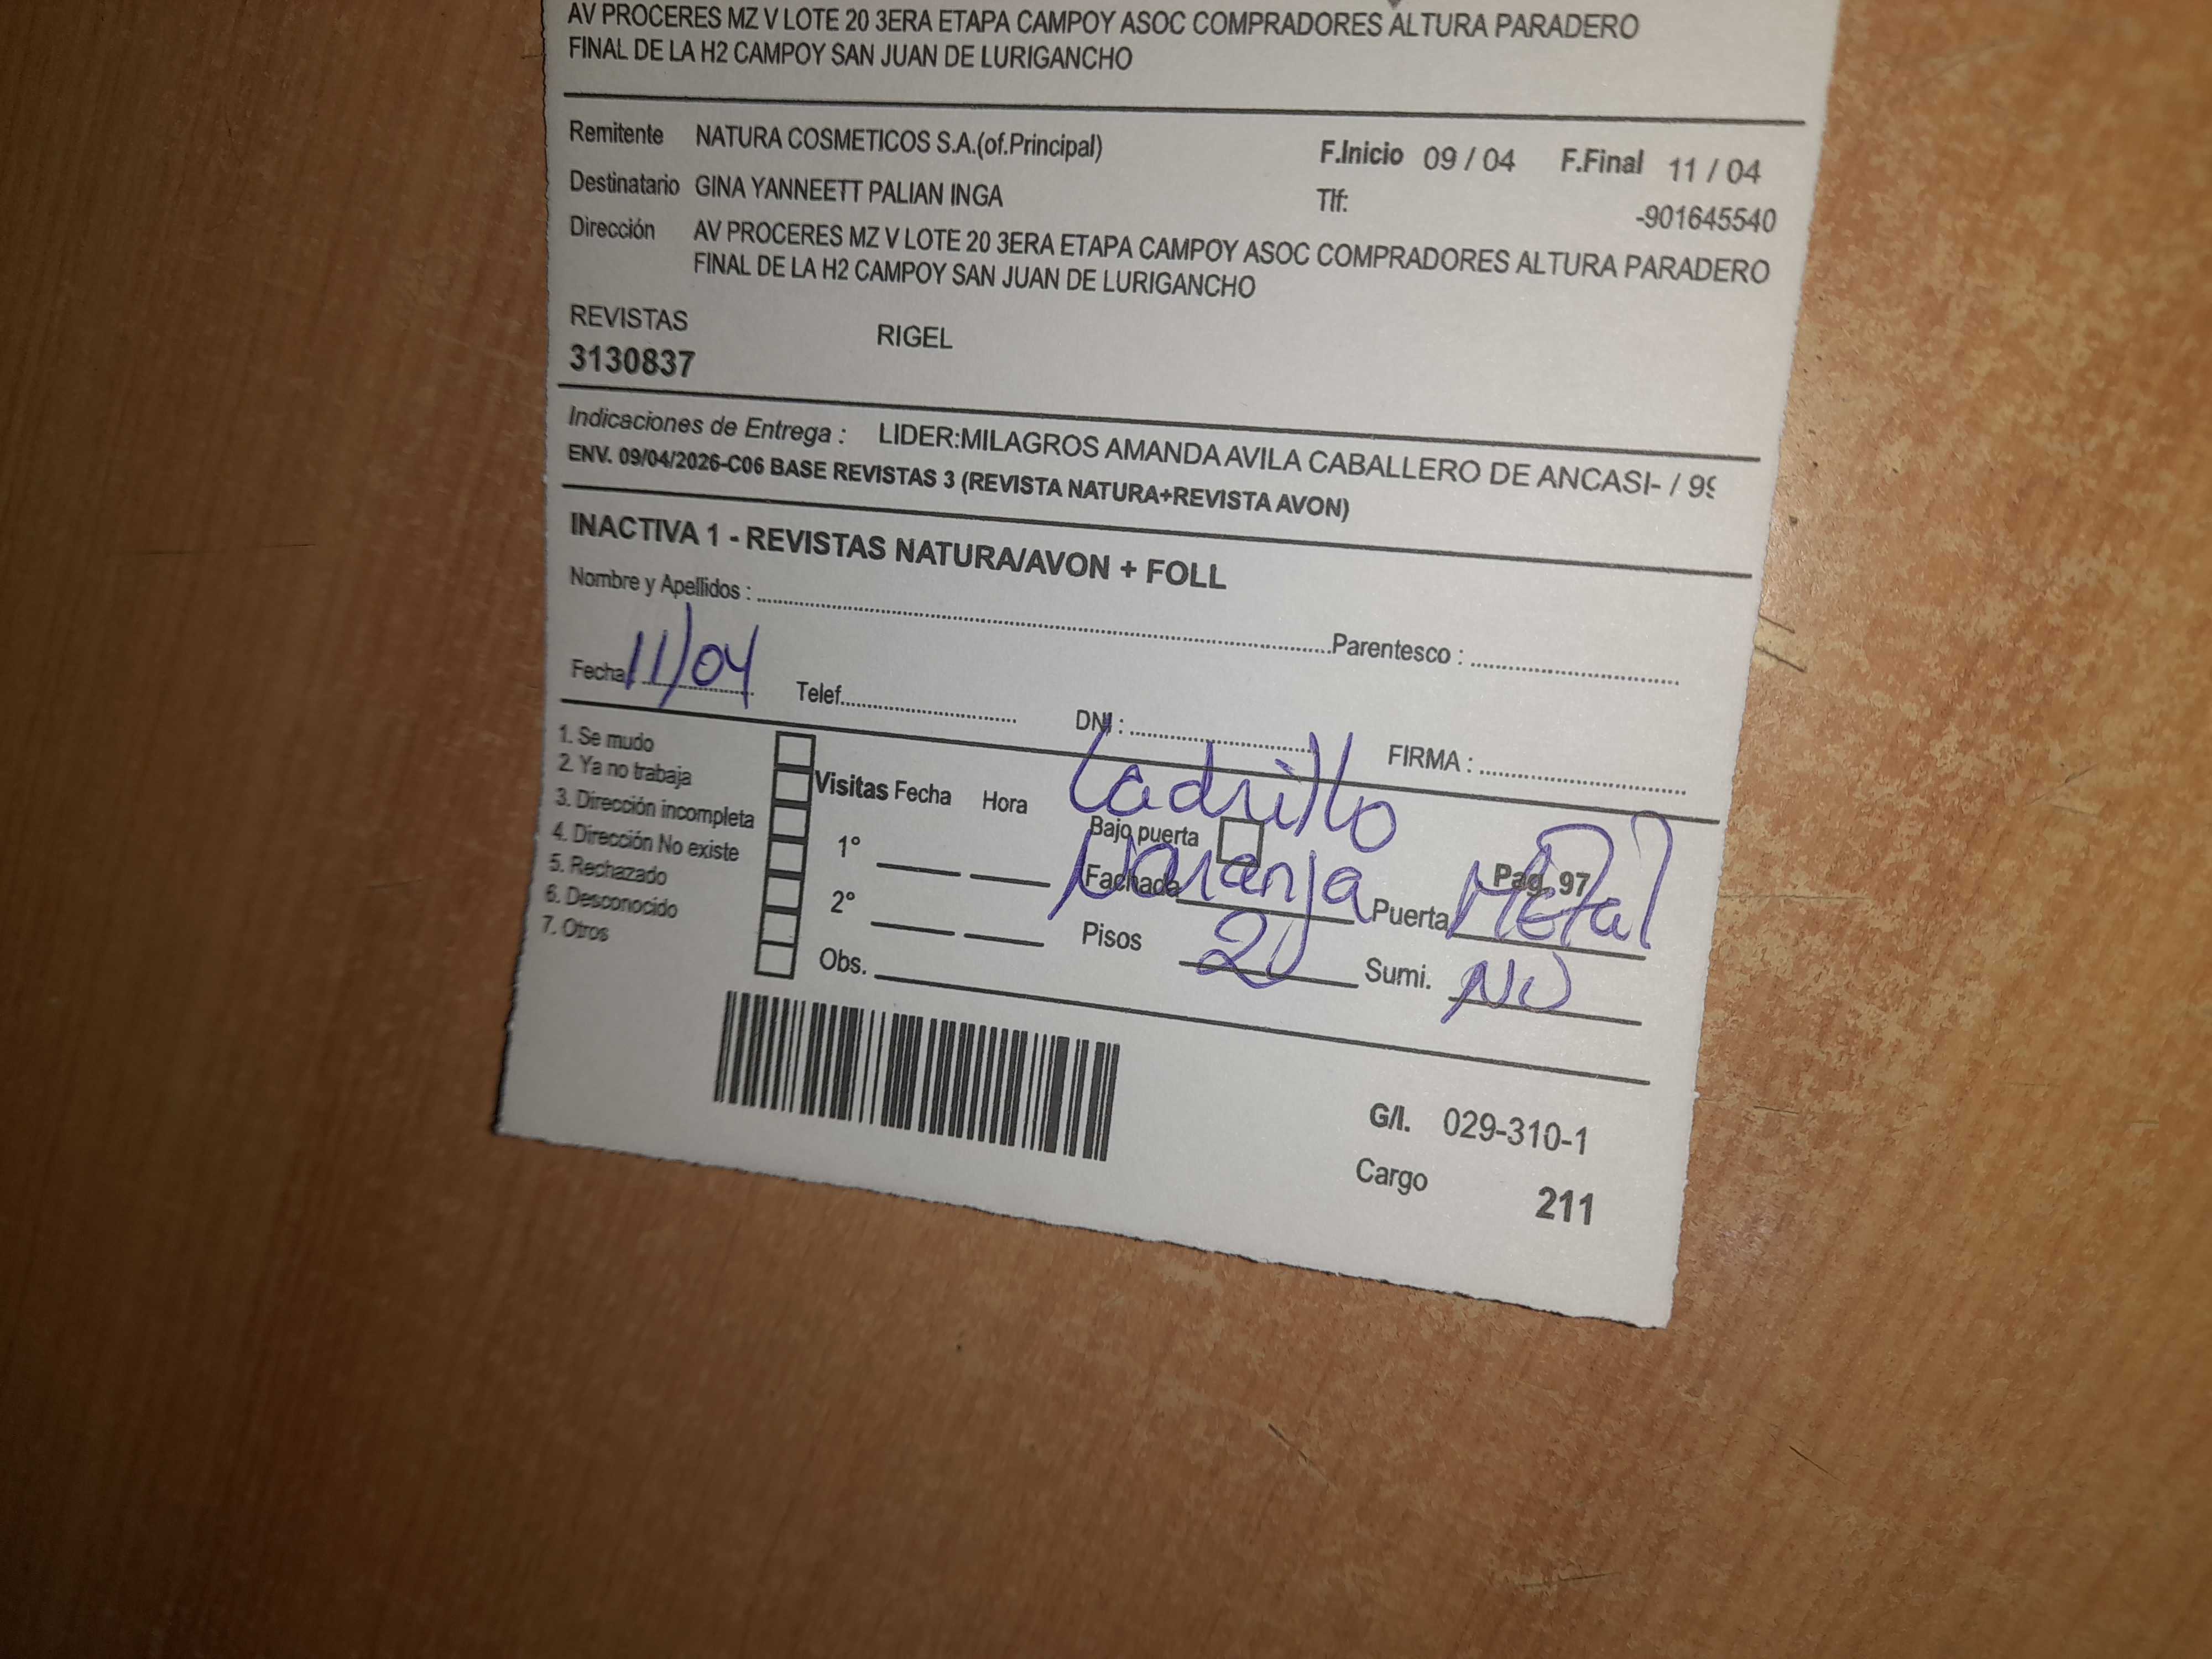 AV PROCERES MZ V LOTE 20 3ERA ETAPA CAMPOY ASOC COMPRADORES ALTURA PARADERO
FINAL DE LA H2 CAMPOY SAN JUAN DE LURIGANCHO
Remitente NATURA COSMETICOS S.A.(of.Principal) F.Inicio 09 / 04 F.Final 11 / 04
Destinatario GINA YANNEETT PALIAN INGA Tlf: -901645540
Dirección AV PROCERES MZ V LOTE 20 3ERA ETAPA CAMPOY ASOC COMPRADORES ALTURA PARADERO
FINAL DE LA H2 CAMPOY SAN JUAN DE LURIGANCHO
REVISTAS RIGEL
3130837
Indicaciones de Entrega : LIDER:MILAGROS AMANDA AVILA CABALLERO DE ANCASI- / 99
ENV. 09/04/2026-C06 BASE REVISTAS 3 (REVISTA NATURA+REVISTA AVON)
INACTIVA 1 - REVISTAS NATURA/AVON + FOLL
Nombre y Apellidos : Parentesco :
Fecha 11/04 Telef. DNI : FIRMA :
1. Se mudo
2. Ya no trabaja
3. Dirección incompleta
4. Dirección No existe
5. Rechazado
6. Desconocido
7. Otros
Visitas Fecha Hora Ladrillo
Bajo puerta
1° Fachada Naranja Puerta Metal Pag. 97
2° Pisos 2 Sumi. NO
Obs.
G/I. 029-310-1
Cargo 211